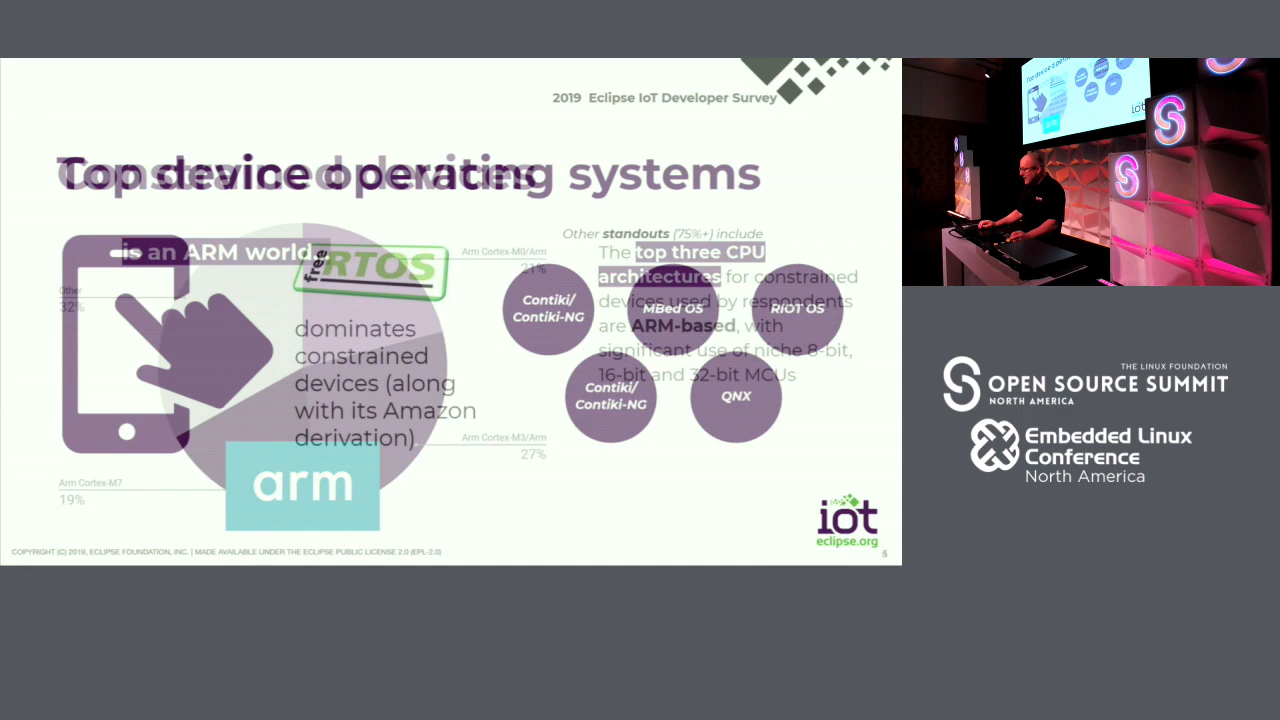 2019 Eclipse IoT Developer Survey
Top device operating systems
Constrained devices
is an ARM world
freeRTOS
dominates
constrained
devices (along
with its Amazon
derivation)
Other
32%
Arm Cortex-M0/Arm
21%
Arm Cortex-M3/Arm
27%
Arm Cortex-M7
19%
arm
Other standouts (75%+) include
Contiki/
Contiki-NG
MBed OS
RiOT OS
Contiki/
Contiki-NG
QNX
The top three CPU
architectures for constrained
devices used by respondents
are ARM-based, with
significant use of niche 8-bit,
16-bit and 32-bit MCUs
iot
eclipse.org
COPYRIGHT (C) 2019, ECLIPSE FOUNDATION, INC. | MADE AVAILABLE UNDER THE ECLIPSE PUBLIC LICENSE 2.0 (EPL-2.0)
THE LINUX FOUNDATION
OPEN SOURCE SUMMIT
NORTH AMERICA
Embedded Linux
Conference
North America